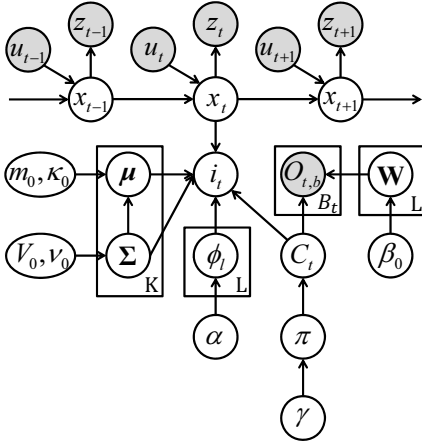 u_{t-1} z_{t-1} u_t z_t u_{t+1} z_{t+1}
x_{t-1} x_t x_{t+1}
m_0, κ_0 μ i_t O_{t,b} W
B_t L
V_0, ν_0 Σ ϕ_l C_t β_0
K L
α π
γ